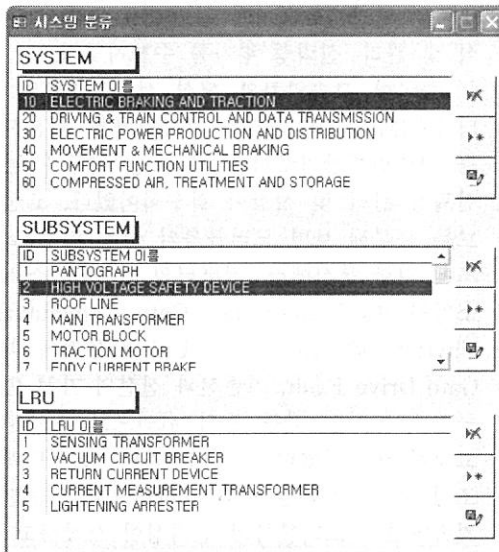 시스템 분류
SYSTEM
ID SYSTEM 이름
10 ELECTRIC BRAKING AND TRACTION
20 DRIVING & TRAIN CONTROL AND DATA TRANSMISSION
30 ELECTRIC POWER PRODUCTION AND DISTRIBUTION
40 MOVEMENT & MECHANICAL BRAKING
50 COMFORT FUNCTION UTILITIES
60 COMPRESSED AIR, TREATMENT AND STORAGE
SUBSYSTEM
ID SUBSYSTEM 이름
1 PANTOGRAPH
2 HIGH VOLTAGE SAFETY DEVICE
3 ROOF LINE
4 MAIN TRANSFORMER
5 MOTOR BLOCK
6 TRACTION MOTOR
7 EDDY CURRENT BRAKE
LRU
ID LRU 이름
1 SENSING TRANSFORMER
2 VACUUM CIRCUIT BREAKER
3 RETURN CURRENT DEVICE
4 CURRENT MEASUREMENT TRANSFORMER
5 LIGHTENING ARRESTER